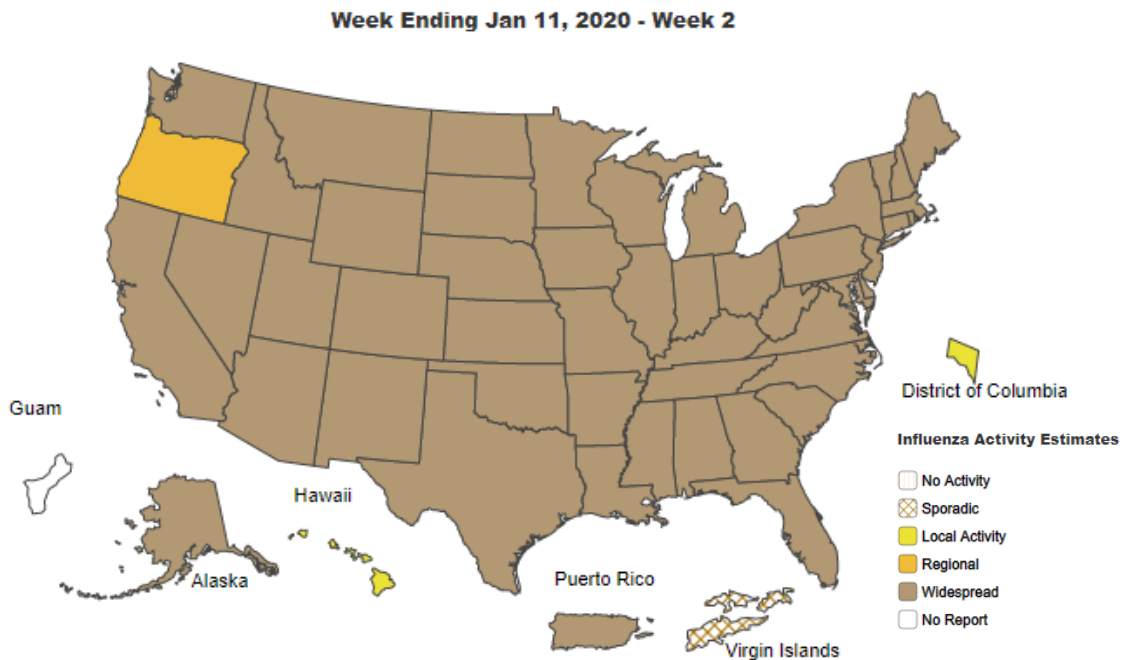 Week Ending Jan 11, 2020 - Week 2
Guam
Alaska
Hawaii
Puerto Rico
Virgin Islands
District of Columbia
Influenza Activity Estimates
No Activity
Sporadic
Local Activity
Regional
Widespread
No Report